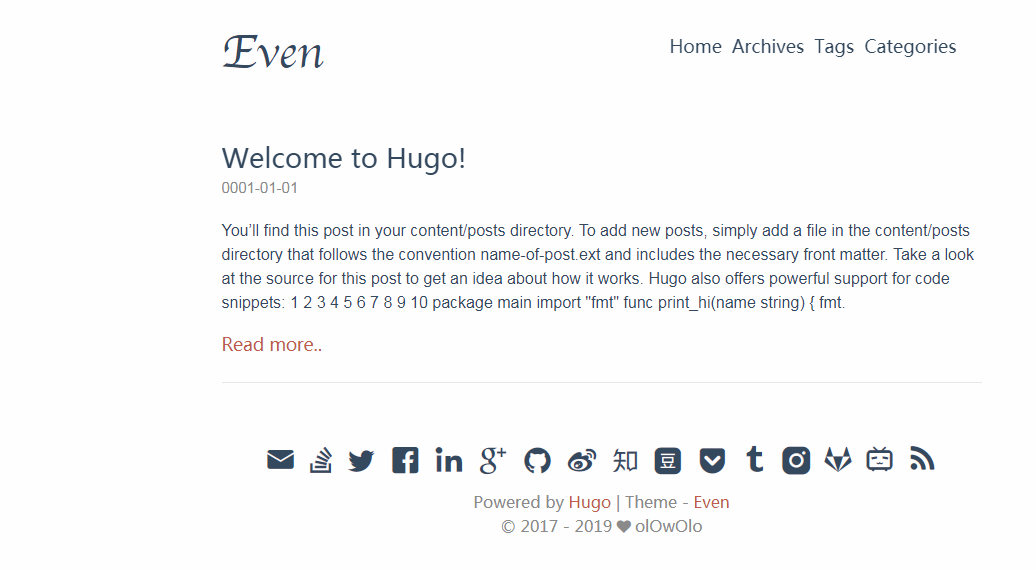 Even
Home Archives Tags Categories
Welcome to Hugo!
0001-01-01
You’ll find this post in your content/posts directory. To add new posts, simply add a file in the content/posts
directory that follows the convention name-of-post.ext and includes the necessary front matter. Take a look
at the source for this post to get an idea about how it works. Hugo also offers powerful support for code
snippets: 1 2 3 4 5 6 7 8 9 10 package main import "fmt" func print_hi(name string) { fmt.
Read more..
f in g+ 知 豆 t
Powered by Hugo | Theme - Even
© 2017 - 2019 ♥ olOwOlo